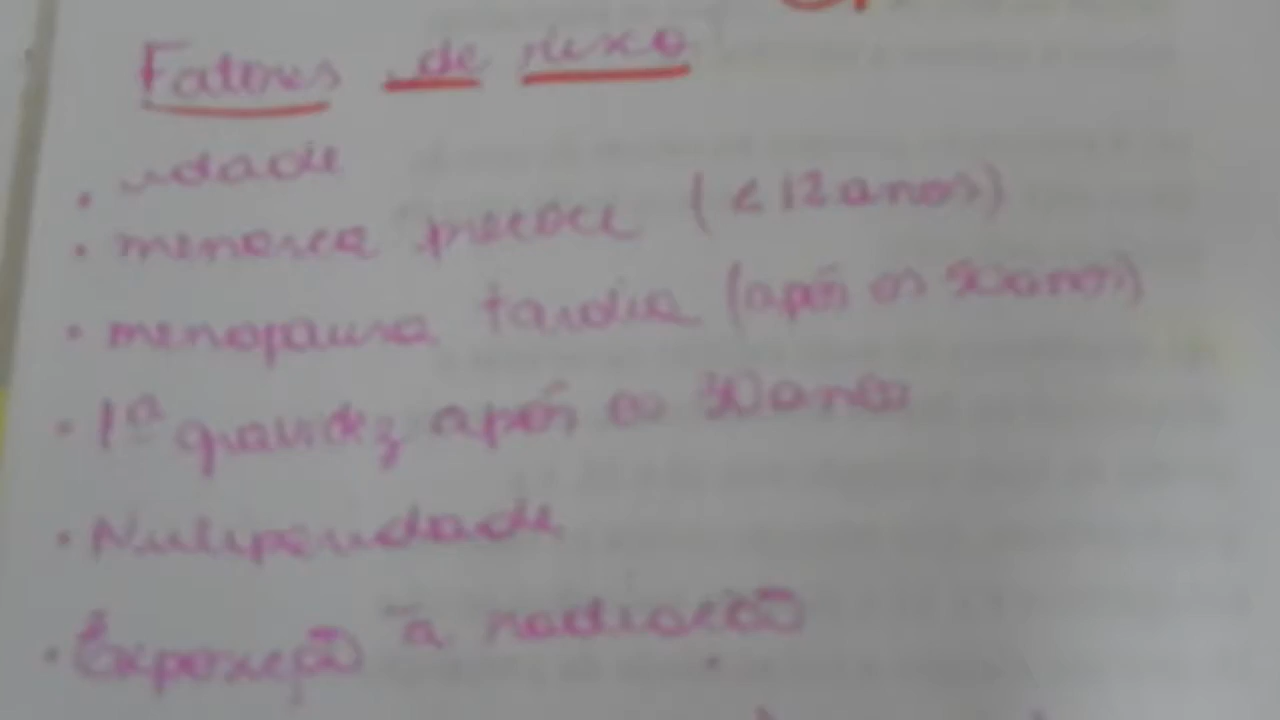 Fatores de risco
• idade
• menarca precoce (< 12 anos)
• menopausa tardia (após os 50 anos)
• 1ª gravidez após os 30 anos
• Nuliparidade
• Exposição à radiação